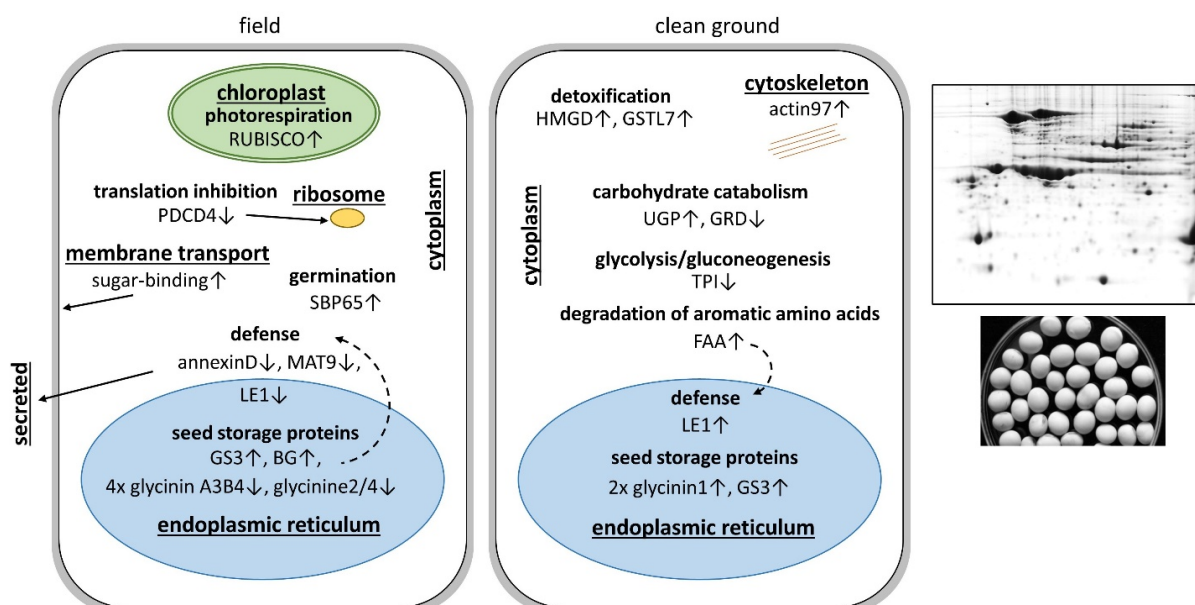 field
chloroplast
photorespiration
RUBISCO↑
translation inhibition
PDCD4↓
ribosome
cytoplasm
membrane transport
sugar-binding↑
germination
SBP65↑
defense
annexinD↓, MAT9↓,
LE1↓
secreted
seed storage proteins
GS3↑, BG↑,
4x glycinin A3B4↓, glycinine2/4↓
endoplasmic reticulum
clean ground
detoxification
HMGD↑, GSTL7↑
cytoskeleton
actin97↑
cytoplasm
carbohydrate catabolism
UGP↑, GRD↓
glycolysis/gluconeogenesis
TPI↓
degradation of aromatic amino acids
FAA↑
defense
LE1↑
seed storage proteins
2x glycinin1↑, GS3↑
endoplasmic reticulum